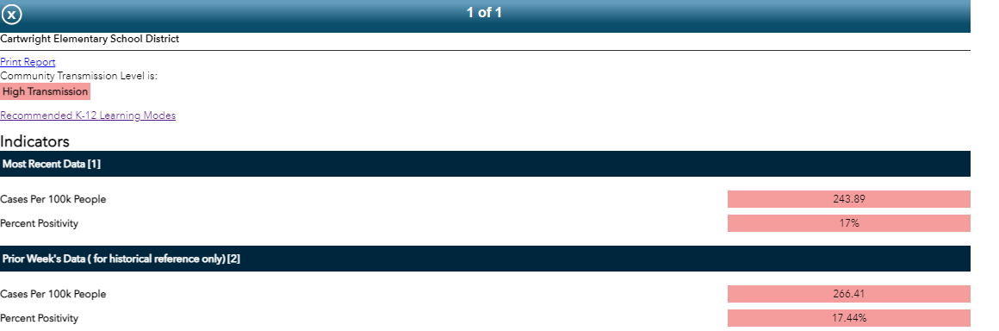 X
1 of 1
Cartwright Elementary School District
Print Report
Community Transmission Level is:
High Transmission
Recommended K-12 Learning Modes
Indicators
Most Recent Data [1]
Cases Per 100k People 243.89
Percent Positivity 17%
Prior Week's Data ( for historical reference only) [2]
Cases Per 100k People 266.41
Percent Positivity 17.44%